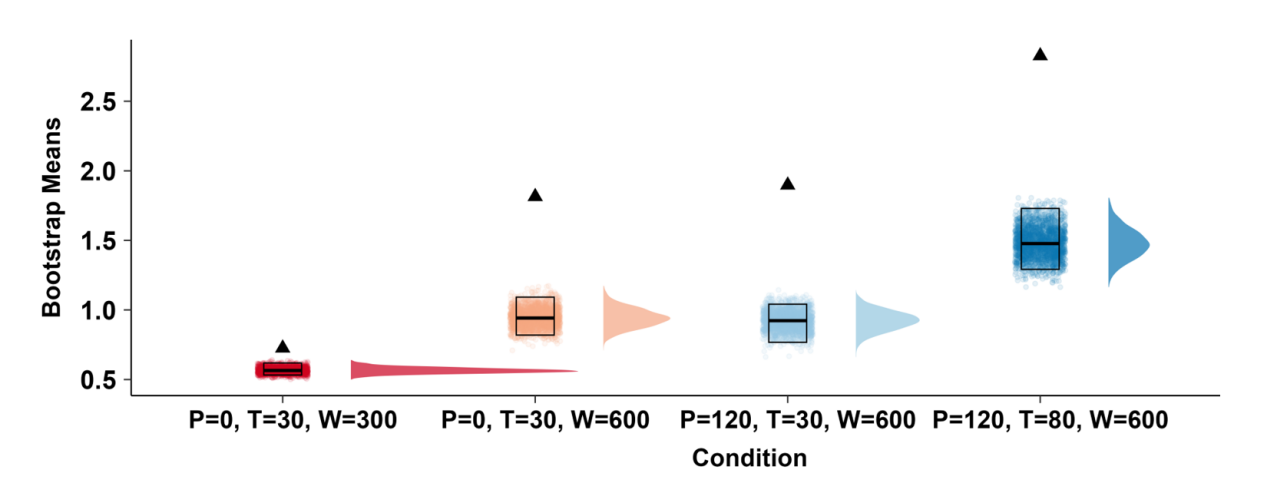 Bootstrap Means
2.5
2.0
1.5
1.0
0.5
P=0, T=30, W=300 P=0, T=30, W=600 P=120, T=30, W=600 P=120, T=80, W=600
Condition